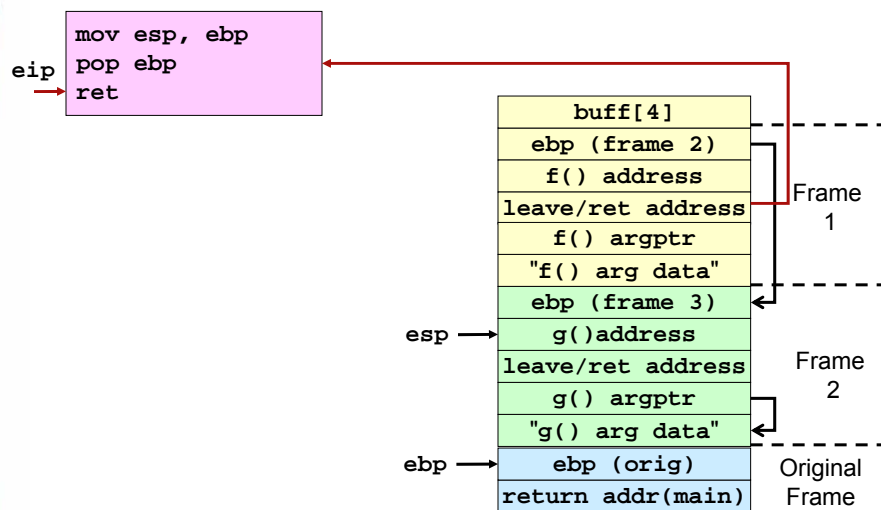 mov esp, ebp
pop ebp
eip
ret
buff[4]
ebp (frame 2)
f() address
leave/ret address
f() argptr
"f() arg data"
Frame
1
ebp (frame 3)
esp
g()address
leave/ret address
g() argptr
"g() arg data"
Frame
2
ebp
ebp (orig)
return addr(main)
Original
Frame